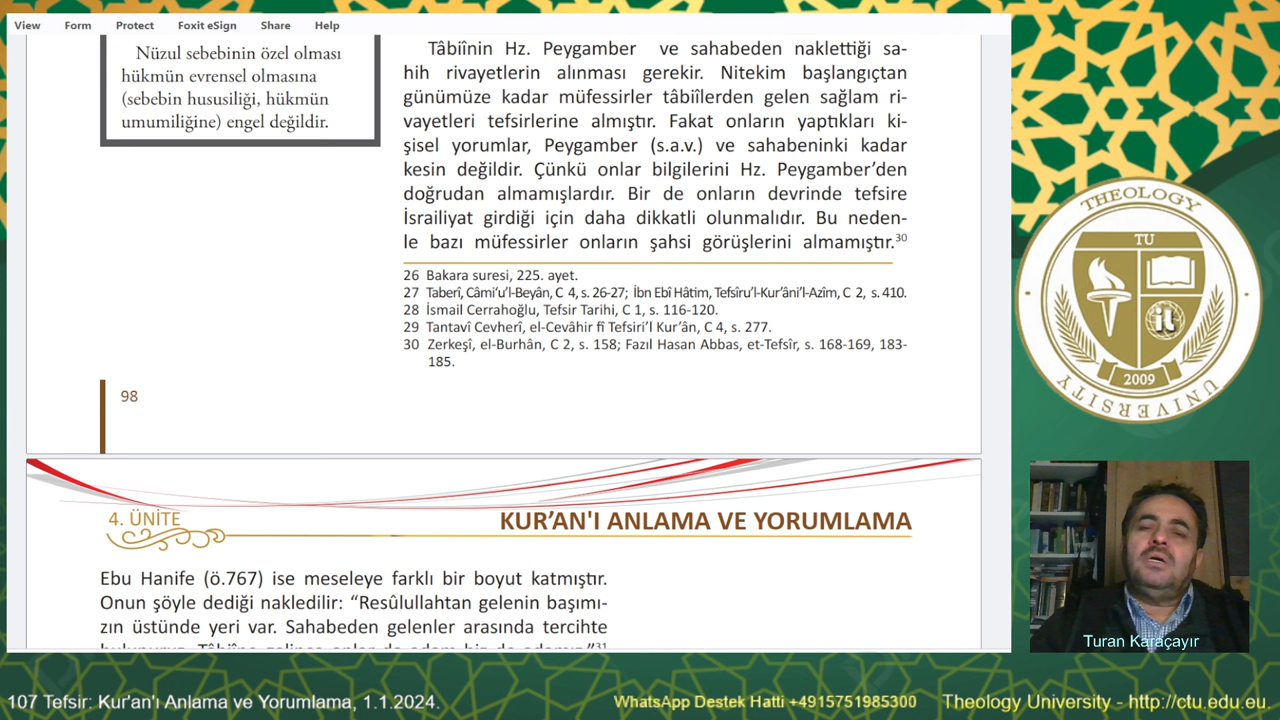 View Form Protect Foxit eSign Share Help
Nüzul sebebinin özel olması
hükmün evrensel olmasına
(sebebin hususiliği, hükmün
umumiliğine) engel değildir.
Tâbiînin Hz. Peygamber ve sahabeden naklettiği sa-
hih rivayetlerin alınması gerekir. Nitekim başlangıçtan
günümüze kadar müfessirler tâbiîlerden gelen sağlam ri-
vayetleri tefsirlerine almıştır. Fakat onların yaptıkları ki-
şisel yorumlar, Peygamber (s.a.v.) ve sahabeninki kadar
kesin değildir. Çünkü onlar bilgilerini Hz. Peygamber’den
doğrudan almamışlardır. Bir de onların devrinde tefsire
İsrailiyat girdiği için daha dikkatli olunmalıdır. Bu neden-
le bazı müfessirler onların şahsi görüşlerini almamıştır.30
26 Bakara suresi, 225. ayet.
27 Taberî, Câmi‘u’l-Beyân, C 4, s. 26-27; İbn Ebî Hâtim, Tefsîru’l-Kur’âni’l-Azîm, C 2, s. 410.
28 İsmail Cerrahoğlu, Tefsir Tarihi, C 1, s. 116-120.
29 Tantavî Cevherî, el-Cevâhir fî Tefsiri’l Kur’ân, C 4, s. 277.
30 Zerkeşî, el-Burhân, C 2, s. 158; Fazıl Hasan Abbas, et-Tefsîr, s. 168-169, 183-
185.
98
4. ÜNİTE
KUR’AN'I ANLAMA VE YORUMLAMA
Ebu Hanife (ö.767) ise meseleye farklı bir boyut katmıştır.
Onun şöyle dediği nakledilir: “Resûlullahtan gelenin başımı-
zın üstünde yeri var. Sahabeden gelenler arasında tercihte
THEOLOGY
TU
2009
UNIVERSITY
Turan Karaçayır
107 Tefsir: Kur'an'ı Anlama ve Yorumlama, 1.1.2024.
WhatsApp Destek Hatti +4915751985300
Theology University - http://ctu.edu.eu.